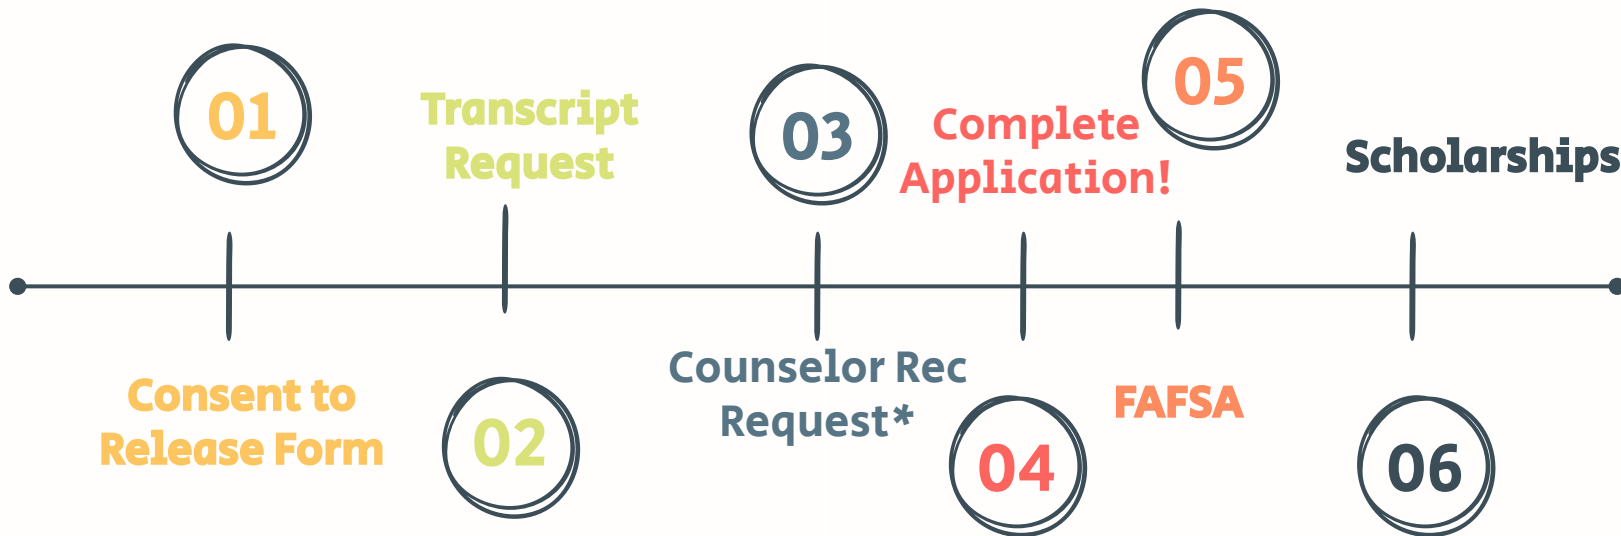 01
Consent to
Release Form
Transcript
Request
02
03
Counselor Rec
Request*
Complete
Application!
04
05
FAFSA
Scholarships
06